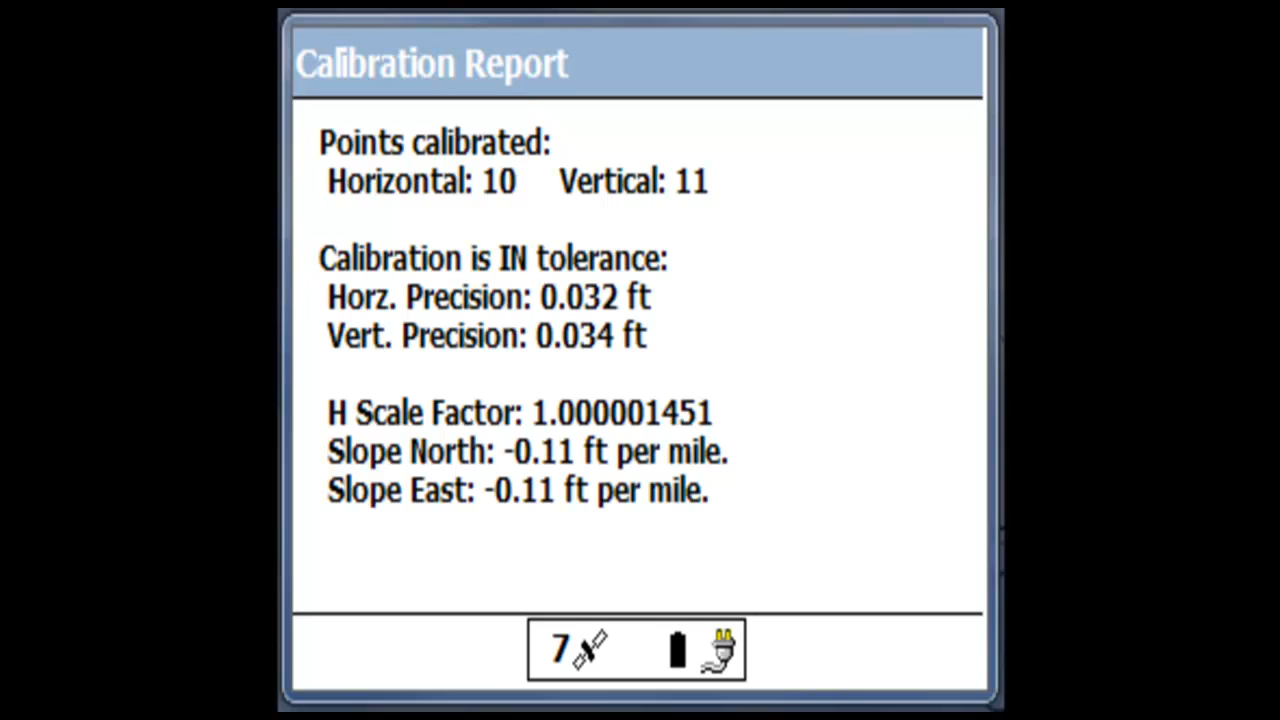 Calibration Report
Points calibrated:
Horizontal: 10 Vertical: 11
Calibration is IN tolerance:
Horz. Precision: 0.032 ft
Vert. Precision: 0.034 ft
H Scale Factor: 1.000001451
Slope North: -0.11 ft per mile.
Slope East: -0.11 ft per mile.
7